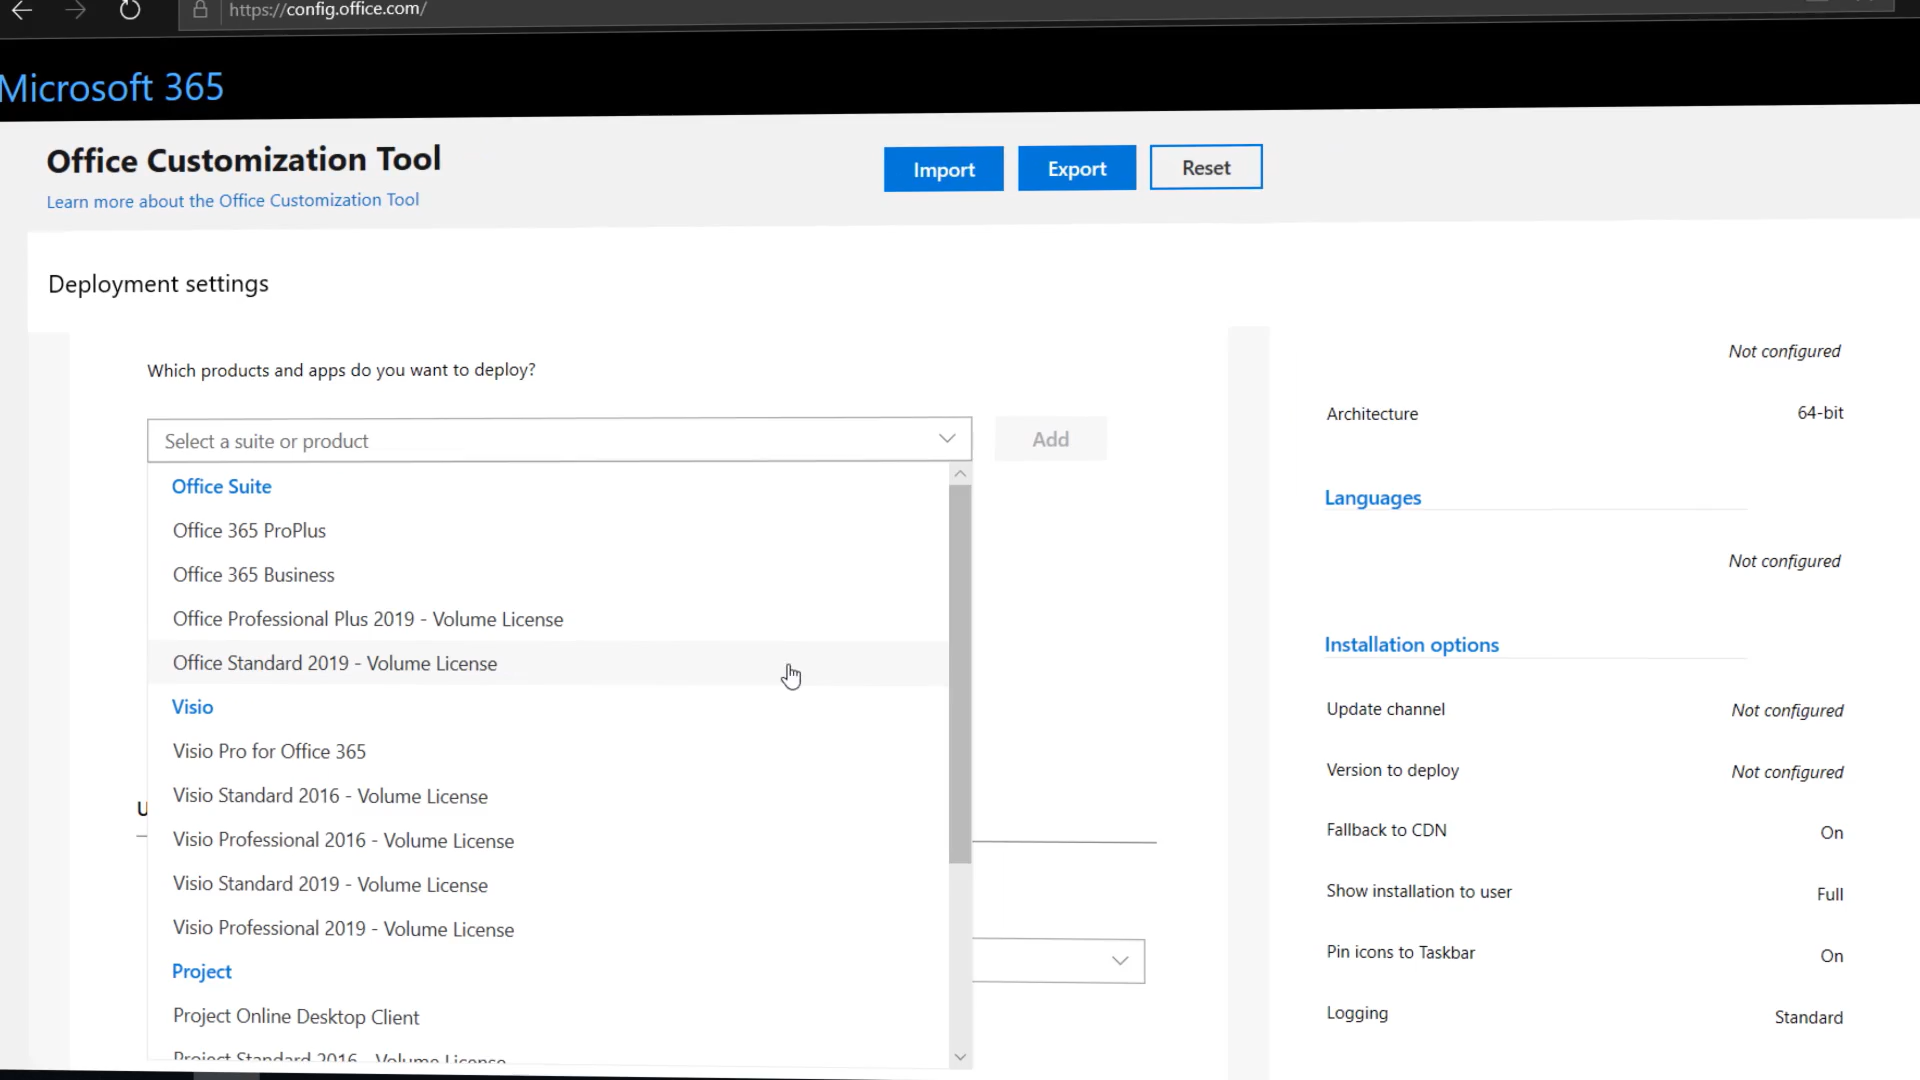 https://config.office.com/
Microsoft 365
Office Customization Tool
Learn more about the Office Customization Tool
Import
Export
Reset
Deployment settings
Which products and apps do you want to deploy?
Select a suite or product
Add
Office Suite
Office 365 ProPlus
Office 365 Business
Office Professional Plus 2019 - Volume License
Office Standard 2019 - Volume License
Visio
Visio Pro for Office 365
Visio Standard 2016 - Volume License
Visio Professional 2016 - Volume License
Visio Standard 2019 - Volume License
Visio Professional 2019 - Volume License
Project
Project Online Desktop Client
Project Standard 2016 - Volume License
U
Not configured
Architecture 64-bit
Languages
Not configured
Installation options
Update channel Not configured
Version to deploy Not configured
Fallback to CDN On
Show installation to user Full
Pin icons to Taskbar On
Logging Standard